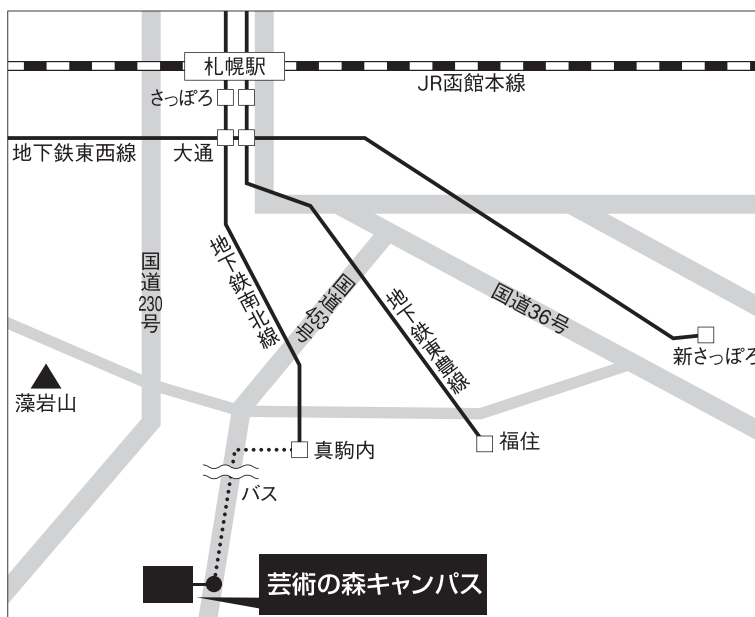 札幌駅
JR函館本線
さっぽろ
地下鉄東西線
大通
国道230号
地下鉄南北線
国道453号
地下鉄東豊線
国道36号
新さっぽろ
藻岩山
真駒内
福住
バス
芸術の森キャンパス